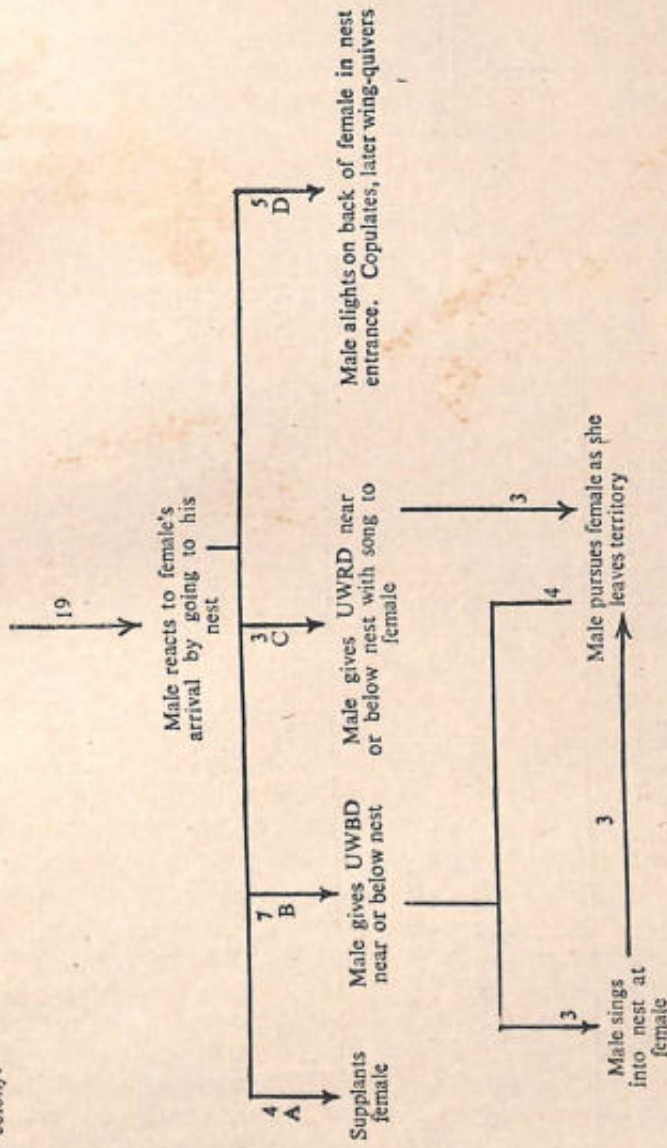 colony.
19
Male reacts to female's
arrival by going to his
nest
4
A
7
B
3
C
5
D
Supplants
female
Male gives UWBD
near or below nest
Male gives UWRD near
or below nest with song to
female
Male alights on back of female in nest
entrance. Copulates, later wing-quivers
3
4
3
Male sings
into nest at
female
3
Male pursues female as she
leaves territory